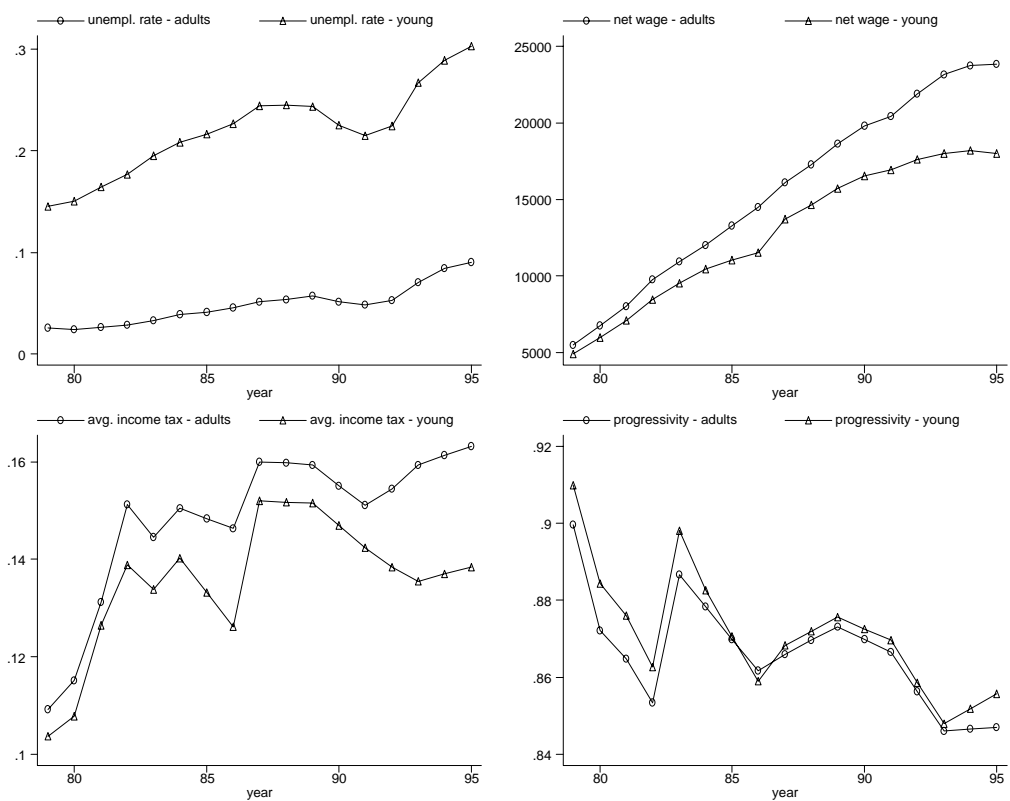 unempl. rate - adults unempl. rate - young
.3
.2
.1
0
80 85 90 95
year
net wage - adults net wage - young
25000
20000
15000
10000
5000
80 85 90 95
year
avg. income tax - adults avg. income tax - young
.16
.14
.12
.1
80 85 90 95
year
progressivity - adults progressivity - young
.92
.9
.88
.86
.84
80 85 90 95
year